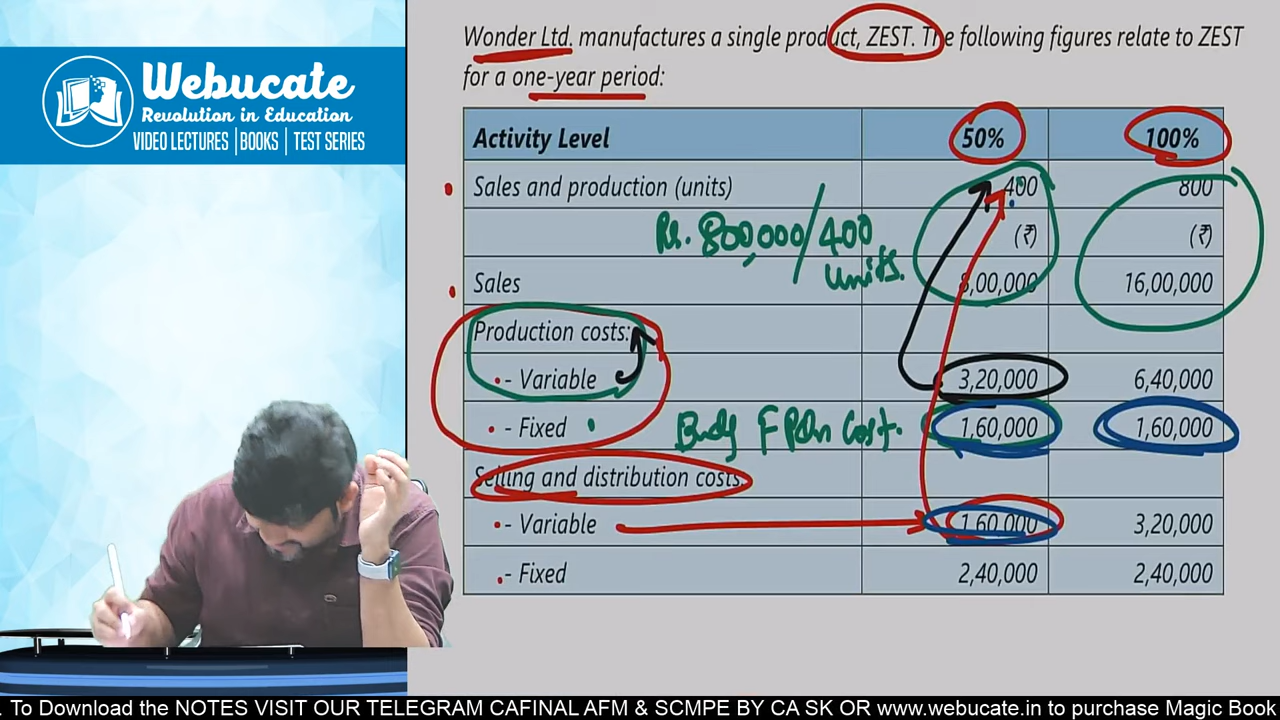 Webucate
Revolution in Education
VIDEO LECTURES | BOOKS | TEST SERIES
Wonder Ltd. manufactures a single product, ZEST. The following figures relate to ZEST
for a one-year period:
Activity Level 50% 100%
Sales and production (units) 400 800
(₹) (₹)
Rs. 800,000/400
units.
Sales 8,00,000 16,00,000
Production costs:
- Variable 3,20,000 6,40,000
- Fixed 1,60,000 1,60,000
Budg F Pdn Cost.
Selling and distribution costs
- Variable 1,60,000 3,20,000
- Fixed 2,40,000 2,40,000
. To Download the NOTES VISIT OUR TELEGRAM CAFINAL AFM & SCMPE BY CA SK OR www.webucate.in to purchase Magic Book